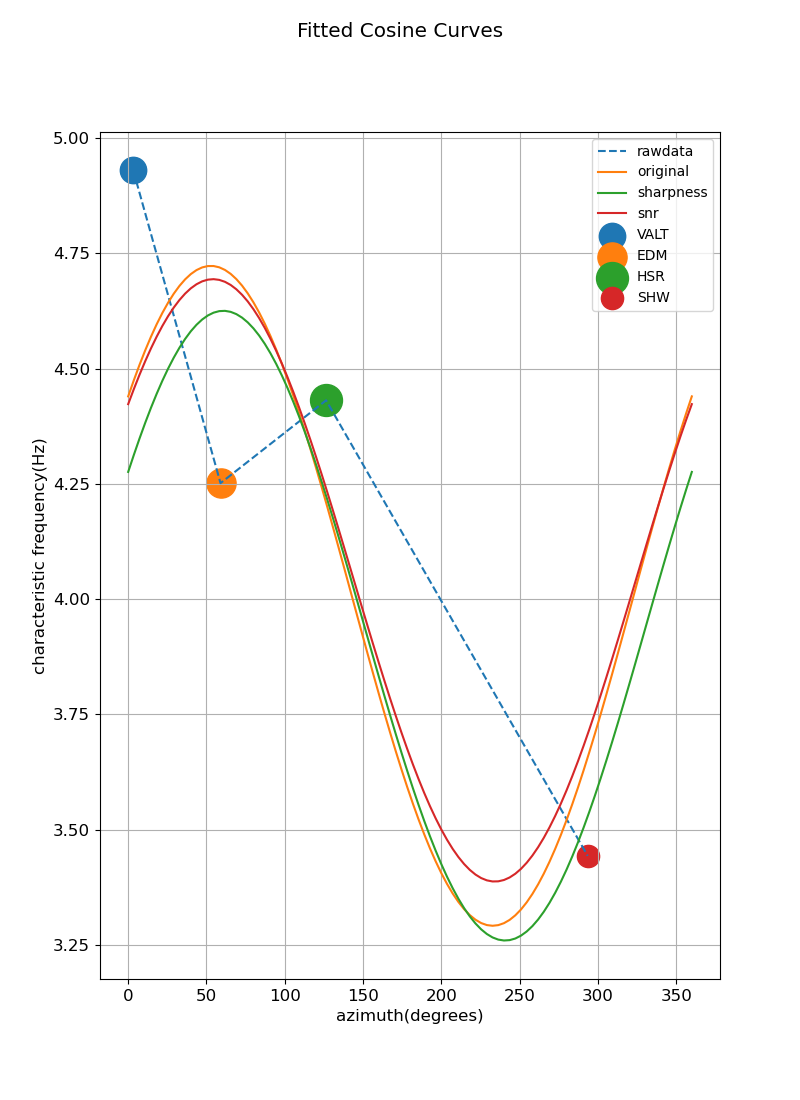 Fitted Cosine Curves
5.00
4.75
4.50
4.25
4.00
3.75
3.50
3.25
characteristic frequency(Hz)
rawdata
original
sharpness
snr
VALT
EDM
HSR
SHW
0 50 100 150 200 250 300 350
azimuth(degrees)